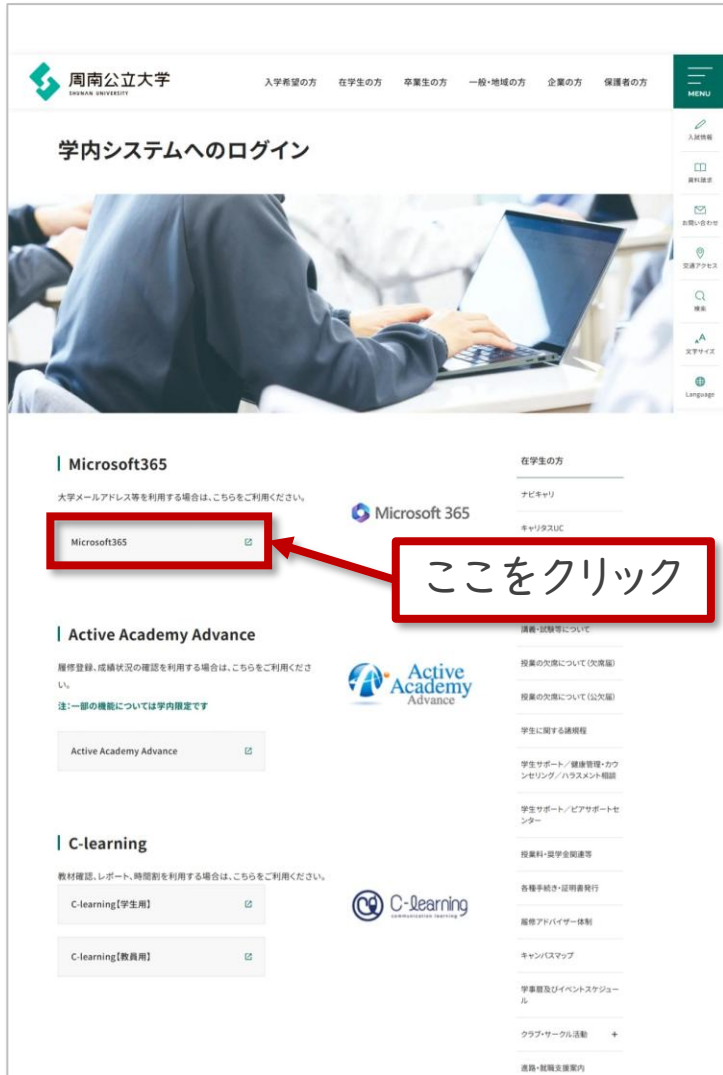 周南公立大学
SHUNAN UNIVERSITY
入学希望の方 在学生の方 卒業生の方 一般・地域の方 企業の方 保護者の方
MENU
入試情報
資料請求
お問い合わせ
交通アクセス
検索
文字サイズ
Language
学内システムへのログイン
Microsoft365
大学メールアドレス等を利用する場合は、こちらをご利用ください。
Microsoft365
Microsoft 365
ここをクリック
Active Academy Advance
履修登録、成績状況の確認を利用する場合は、こちらをご利用くださ
い。
注：一部の機能については学内限定です
Active Academy Advance
Active
Academy
Advance
C-learning
教材確認、レポート、時間割を利用する場合は、こちらをご利用ください。
C-learning【学生用】
C-learning【教員用】
C-Learning
communication learning
在学生の方
ナビキャリ
キャリタスUC
講義・試験等について
授業の欠席について（欠席届）
授業の欠席について（公欠届）
学生に関する諸規程
学生サポート／健康管理・カウ
ンセリング／ハラスメント相談
学生サポート／ピアサポートセ
ンター
授業料・奨学金関連等
各種手続き・証明書発行
履修アドバイザー体制
キャンパスマップ
学事暦及びイベントスケジュー
ル
クラブ・サークル活動 +
進路・就職支援案内